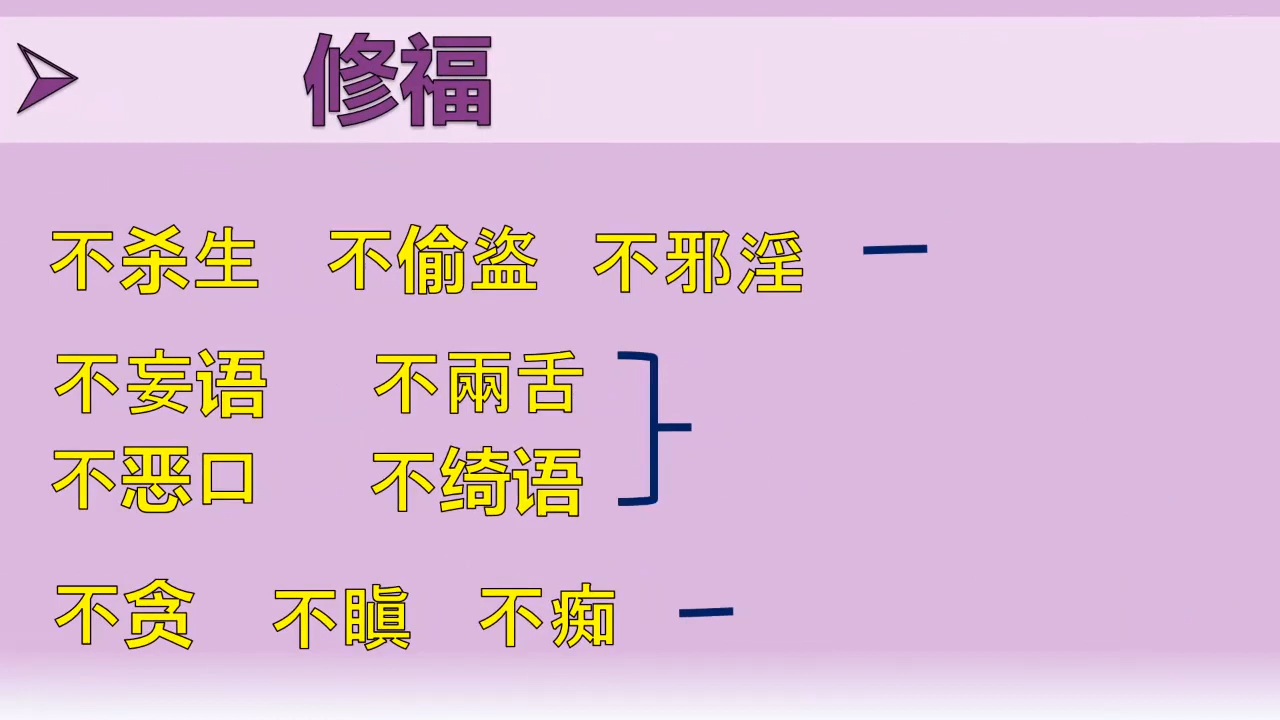 修福
不杀生 不偷盜 不邪淫
不妄语 不兩舌
不恶口 不绮语
不贪 不瞋 不痴